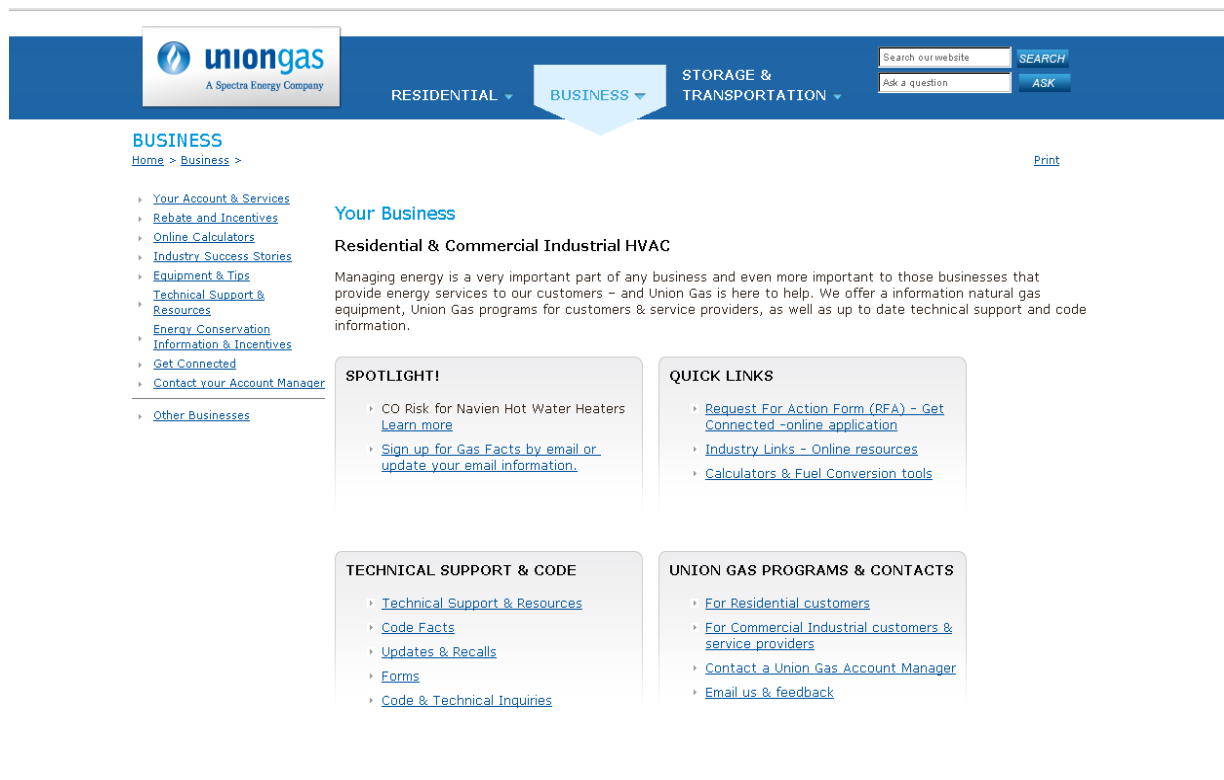 uniongas
A Spectra Energy Company
RESIDENTIAL
BUSINESS
STORAGE &
TRANSPORTATION
Search our website
SEARCH
Ask a question
ASK
BUSINESS
Home > Business >
Print
Your Account & Services
Rebate and Incentives
Online Calculators
Industry Success Stories
Equipment & Tips
Technical Support &
Resources
Energy Conservation
Information & Incentives
Get Connected
Contact your Account Manager
Other Businesses
Your Business
Residential & Commercial Industrial HVAC
Managing energy is a very important part of any business and even more important to those businesses that
provide energy services to our customers – and Union Gas is here to help. We offer a information natural gas
equipment, Union Gas programs for customers & service providers, as well as up to date technical support and code
information.
SPOTLIGHT!
CO Risk for Navien Hot Water Heaters
Learn more
Sign up for Gas Facts by email or
update your email information.
QUICK LINKS
Request For Action Form (RFA) – Get
Connected –online application
Industry Links – Online resources
Calculators & Fuel Conversion tools
TECHNICAL SUPPORT & CODE
Technical Support & Resources
Code Facts
Updates & Recalls
Forms
Code & Technical Inquiries
UNION GAS PROGRAMS & CONTACTS
For Residential customers
For Commercial Industrial customers &
service providers
Contact a Union Gas Account Manager
Email us & feedback